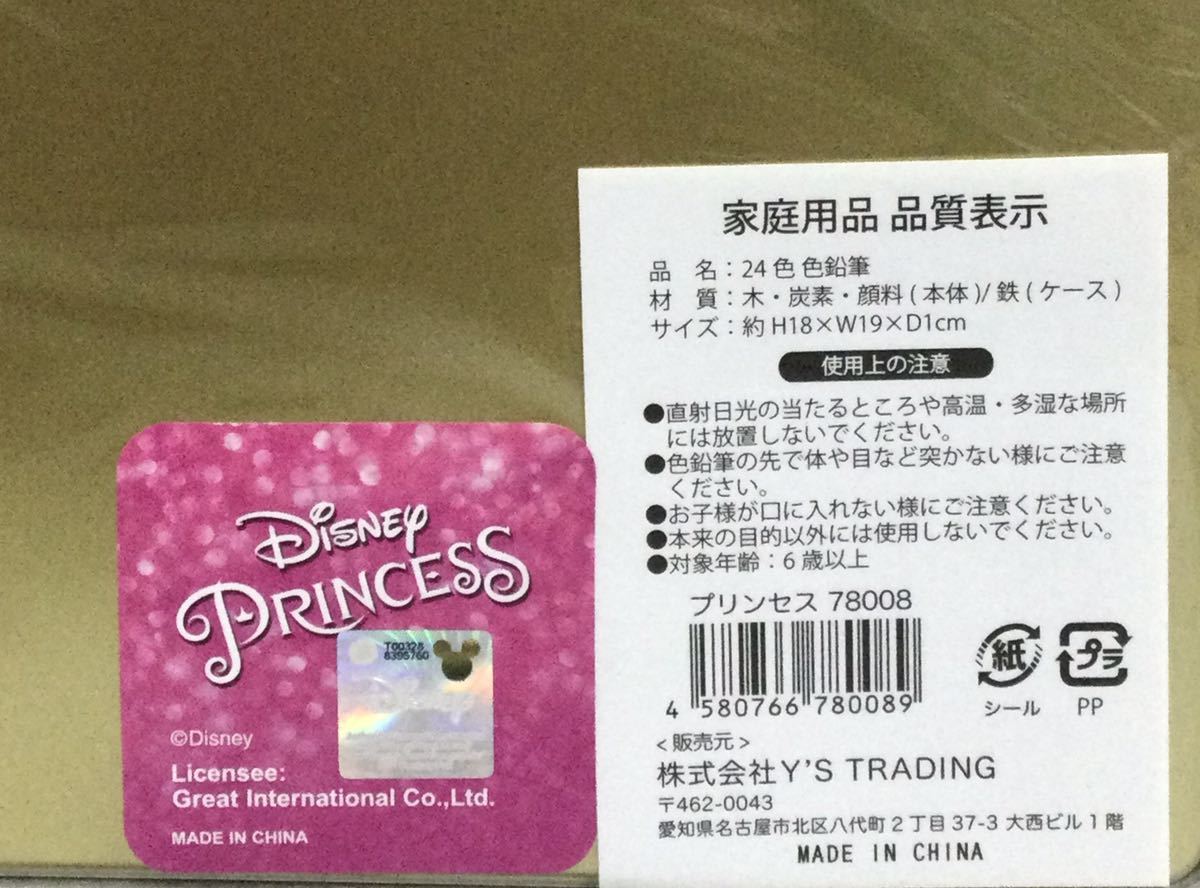 家庭用品 品質表示
品 名：24色 色鉛筆
材 質：木・炭素・顔料(本体)/鉄(ケース)
サイズ：約H18×W19×D1cm
使用上の注意
●直射日光の当たるところや高温・多湿な場所
には放置しないでください。
●色鉛筆の先で体や目など突かない様にご注意
ください。
●お子様が口に入れない様にご注意ください。
●本来の目的以外には使用しないでください。
●対象年齢：6歳以上
プリンセス 78008
4 580766 780089
紙
シール
プラ
PP
<販売元>
株式会社Y'S TRADING
〒462-0043
愛知県名古屋市北区八代町2丁目37-3 大西ビル1階
MADE IN CHINA
Disney
PRINCESS
T00328
8395760
©Disney
Licensee:
Great International Co.,Ltd.
MADE IN CHINA